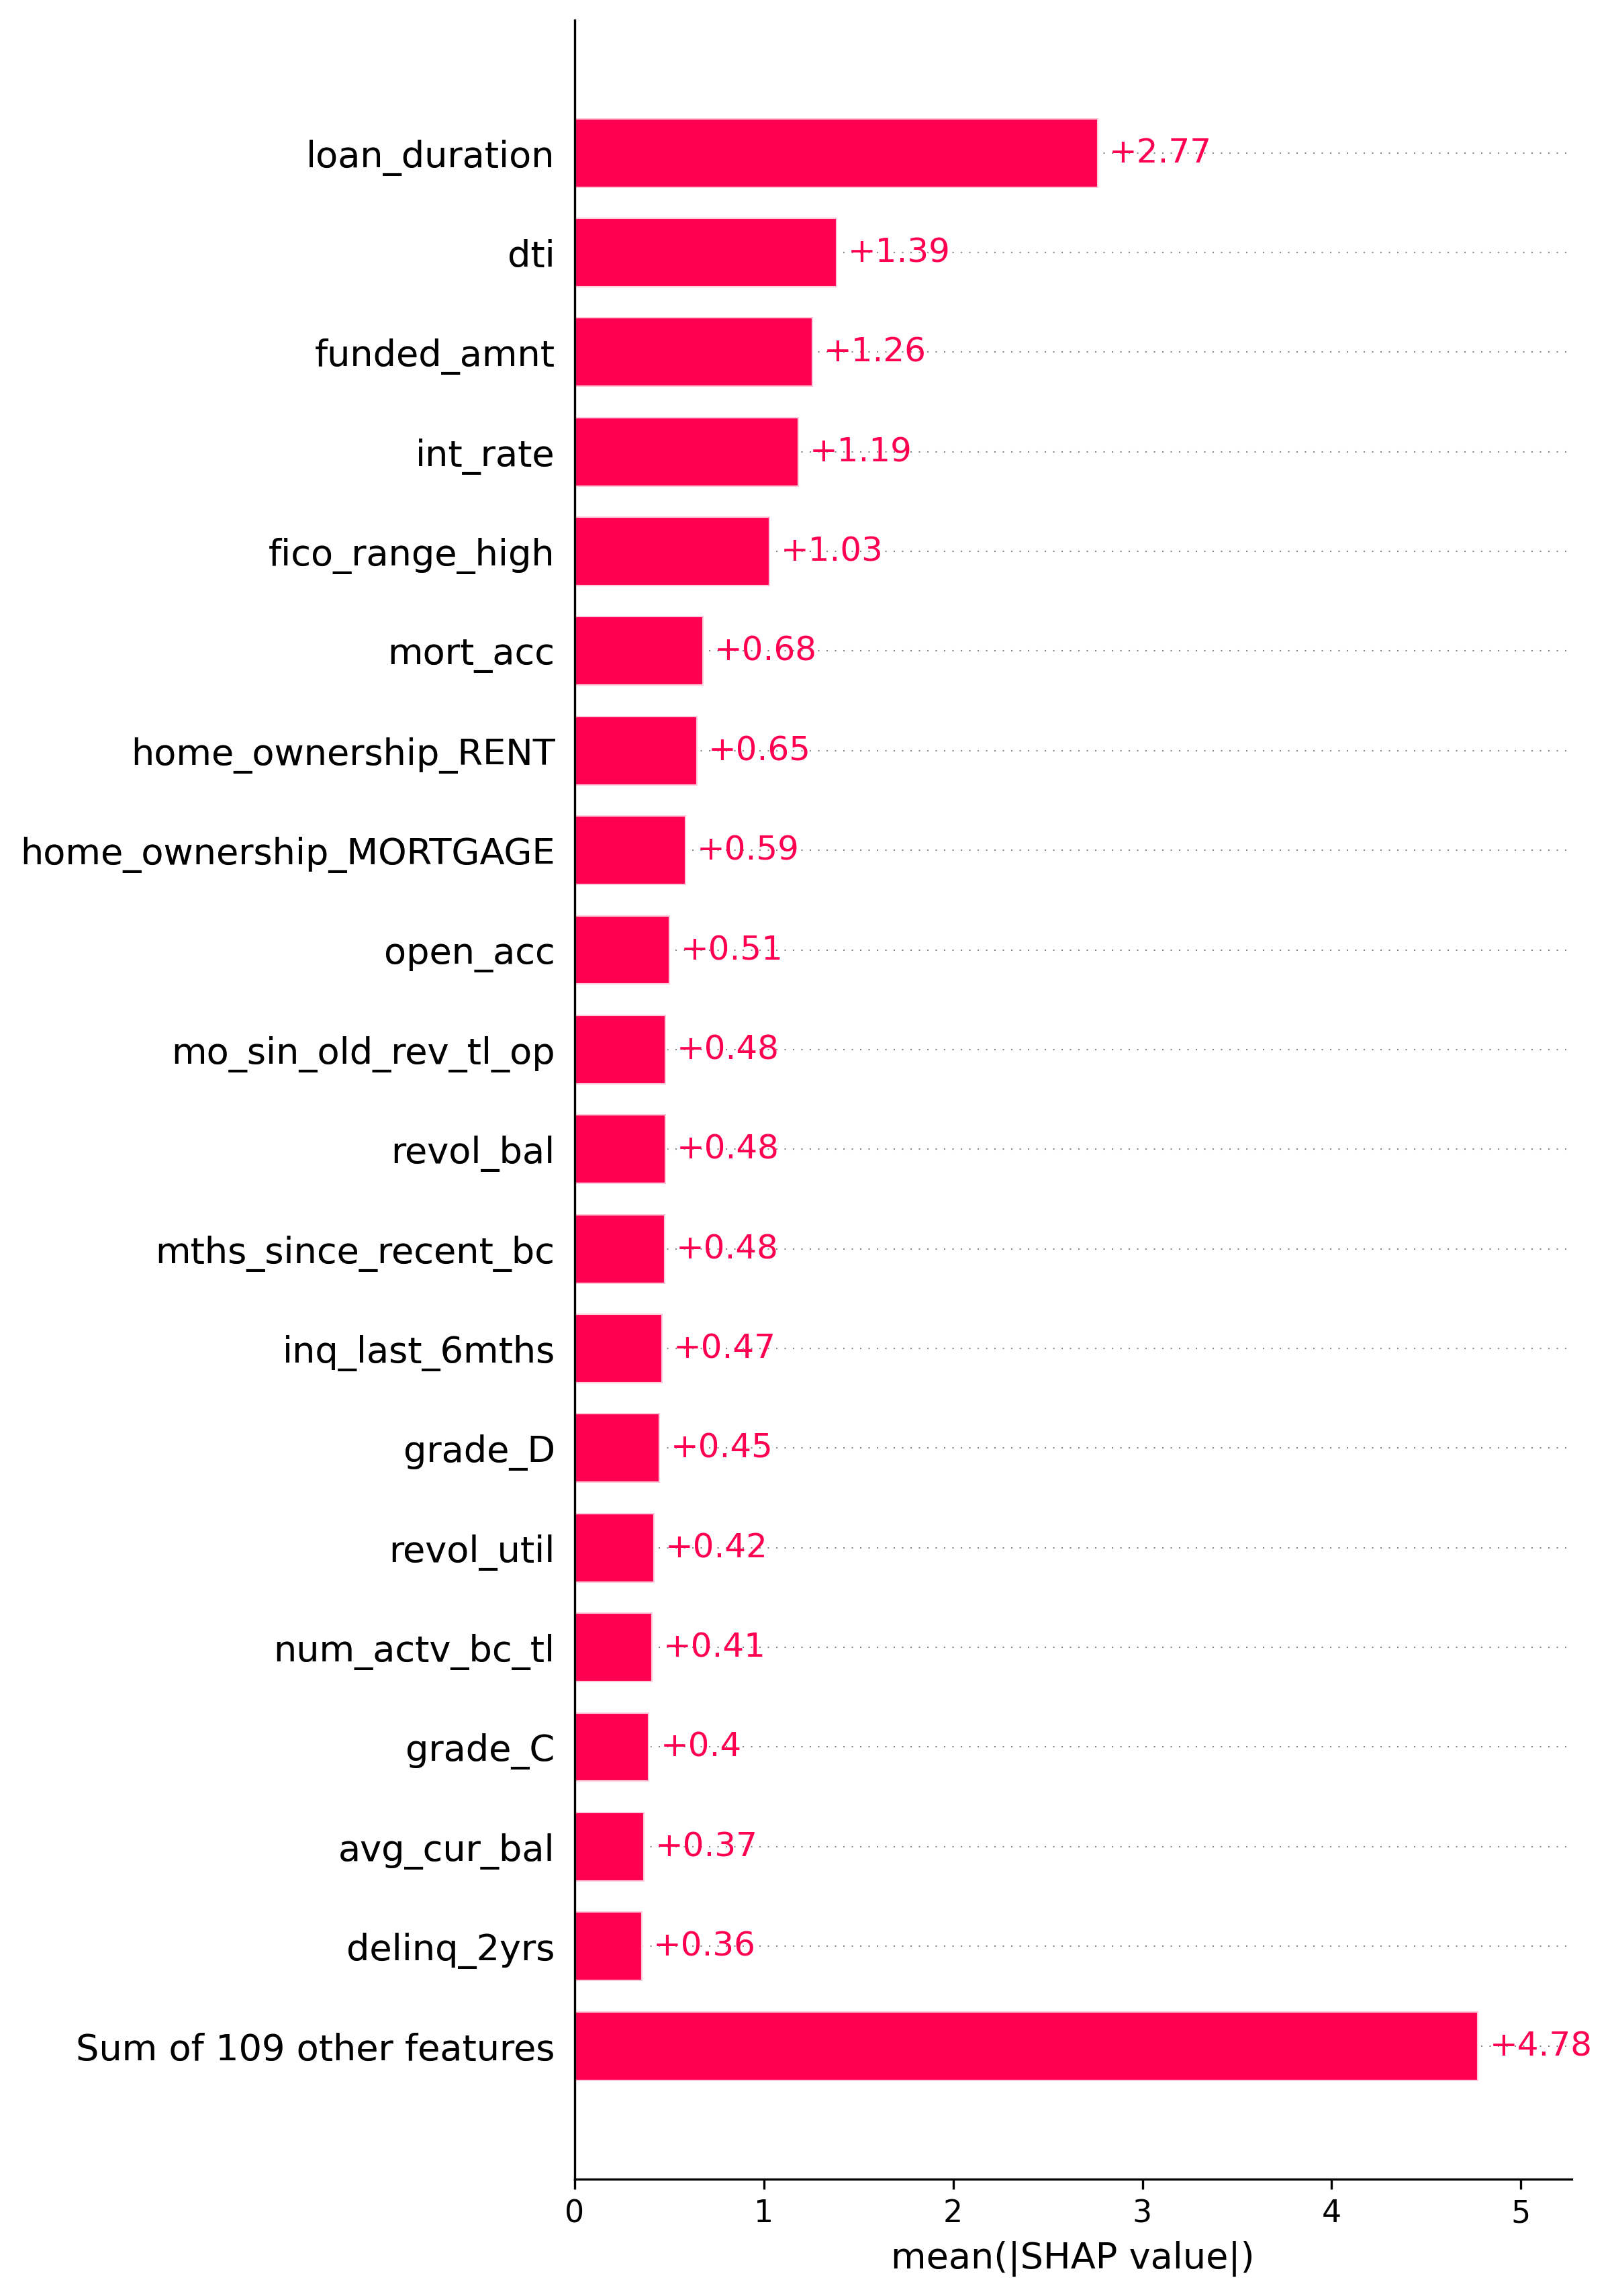 loan_duration +2.77
dti +1.39
funded_amnt +1.26
int_rate +1.19
fico_range_high +1.03
mort_acc +0.68
home_ownership_RENT +0.65
home_ownership_MORTGAGE +0.59
open_acc +0.51
mo_sin_old_rev_tl_op +0.48
revol_bal +0.48
mths_since_recent_bc +0.48
inq_last_6mths +0.47
grade_D +0.45
revol_util +0.42
num_actv_bc_tl +0.41
grade_C +0.4
avg_cur_bal +0.37
delinq_2yrs +0.36
Sum of 109 other features +4.78
0 1 2 3 4 5
mean(|SHAP value|)